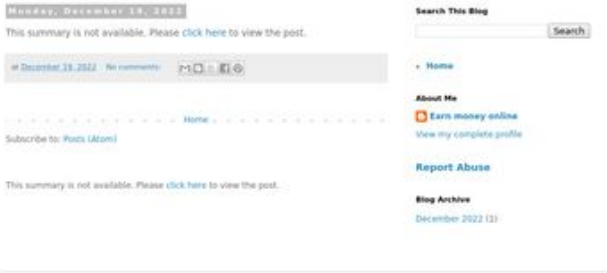 Monday, December 19, 2022
This summary is not available. Please click here to view the post.
at December 19, 2022 No comments:
Home
Subscribe to: Posts (Atom)
This summary is not available. Please click here to view the post.
Search This Blog
Search
Home
About Me
Earn money online
View my complete profile
Report Abuse
Blog Archive
December 2022 (1)